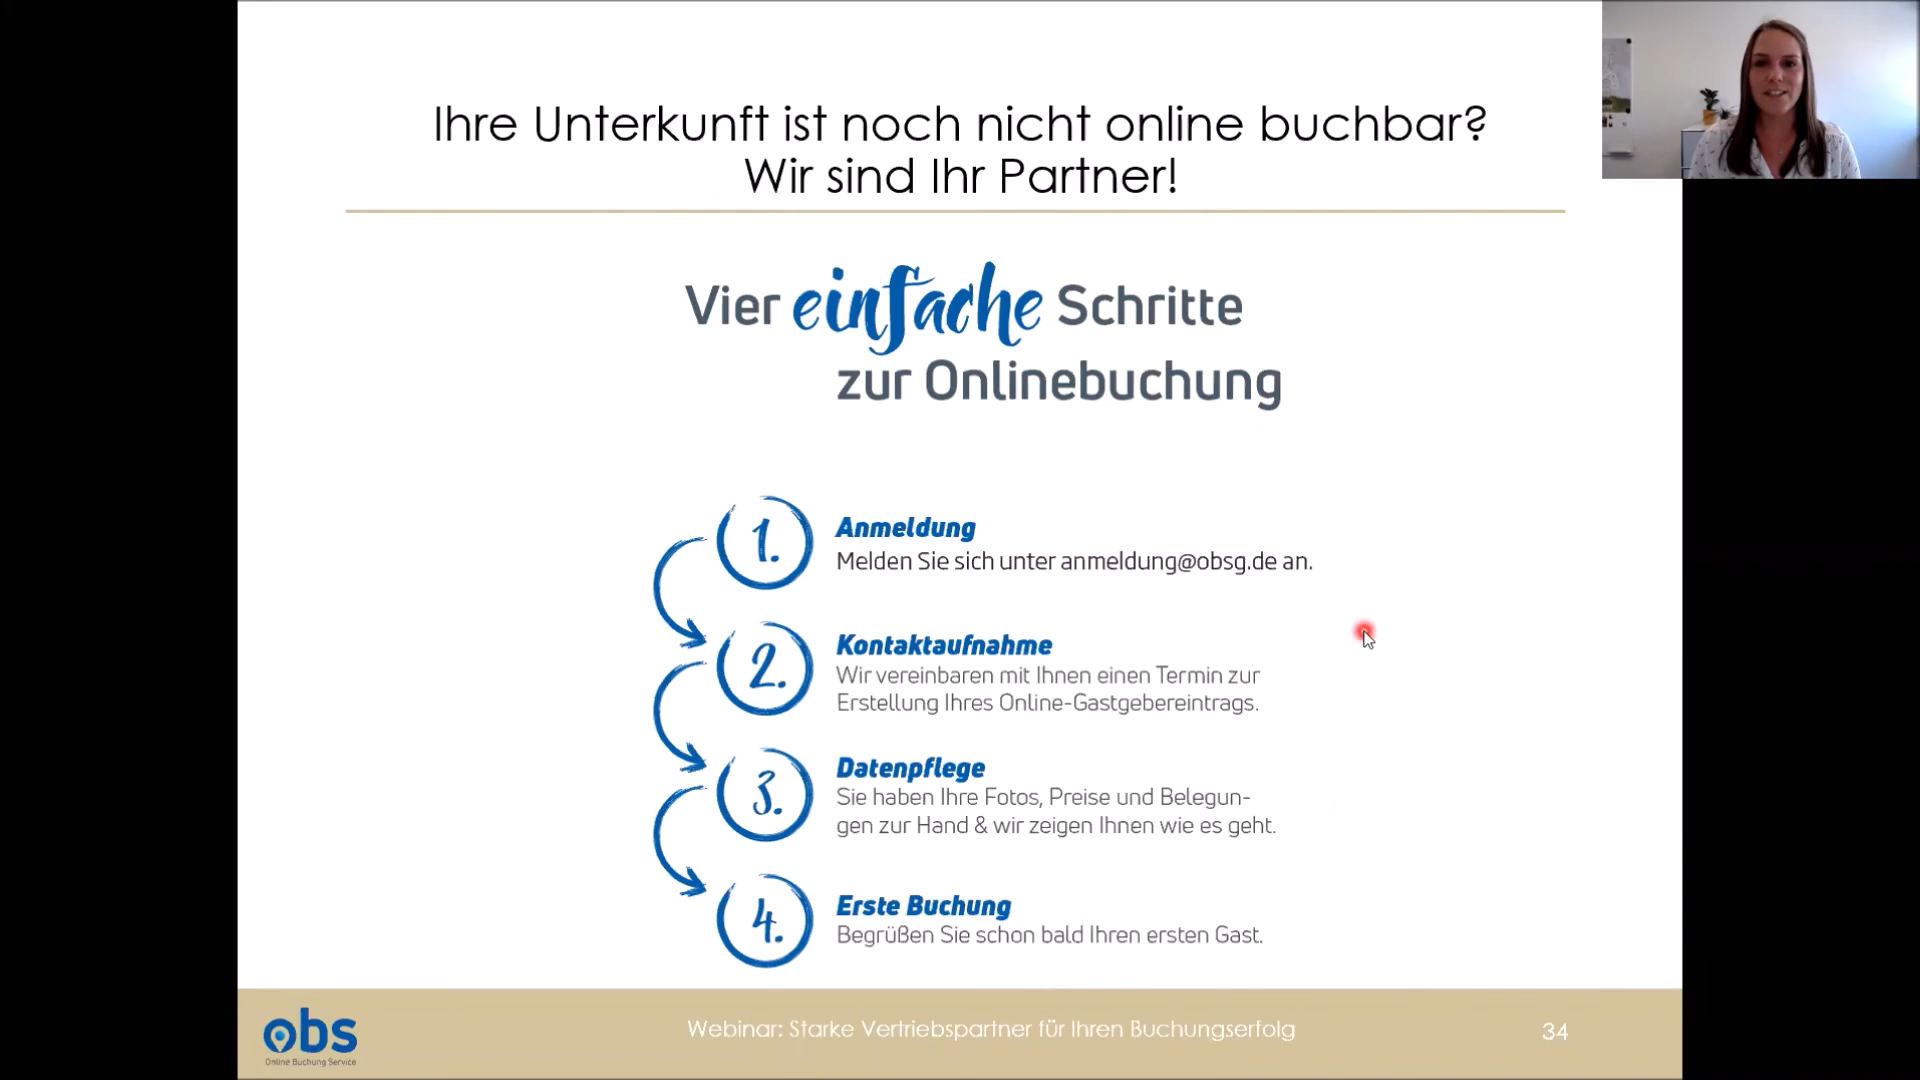 Ihre Unterkunft ist noch nicht online buchbar?
Wir sind Ihr Partner!
Vier einfache Schritte
zur Onlinebuchung
1.
Anmeldung
Melden Sie sich unter anmeldung@obsg.de an.
2.
Kontaktaufnahme
Wir vereinbaren mit Ihnen einen Termin zur
Erstellung Ihres Online-Gastgebereintrags.
3.
Datenpflege
Sie haben Ihre Fotos, Preise und Belegun-
gen zur Hand & wir zeigen Ihnen wie es geht.
4.
Erste Buchung
Begrüßen Sie schon bald Ihren ersten Gast.
obs
Online Buchung Service
Webinar: Starke Vertriebspartner für Ihren Buchungserfolg
34